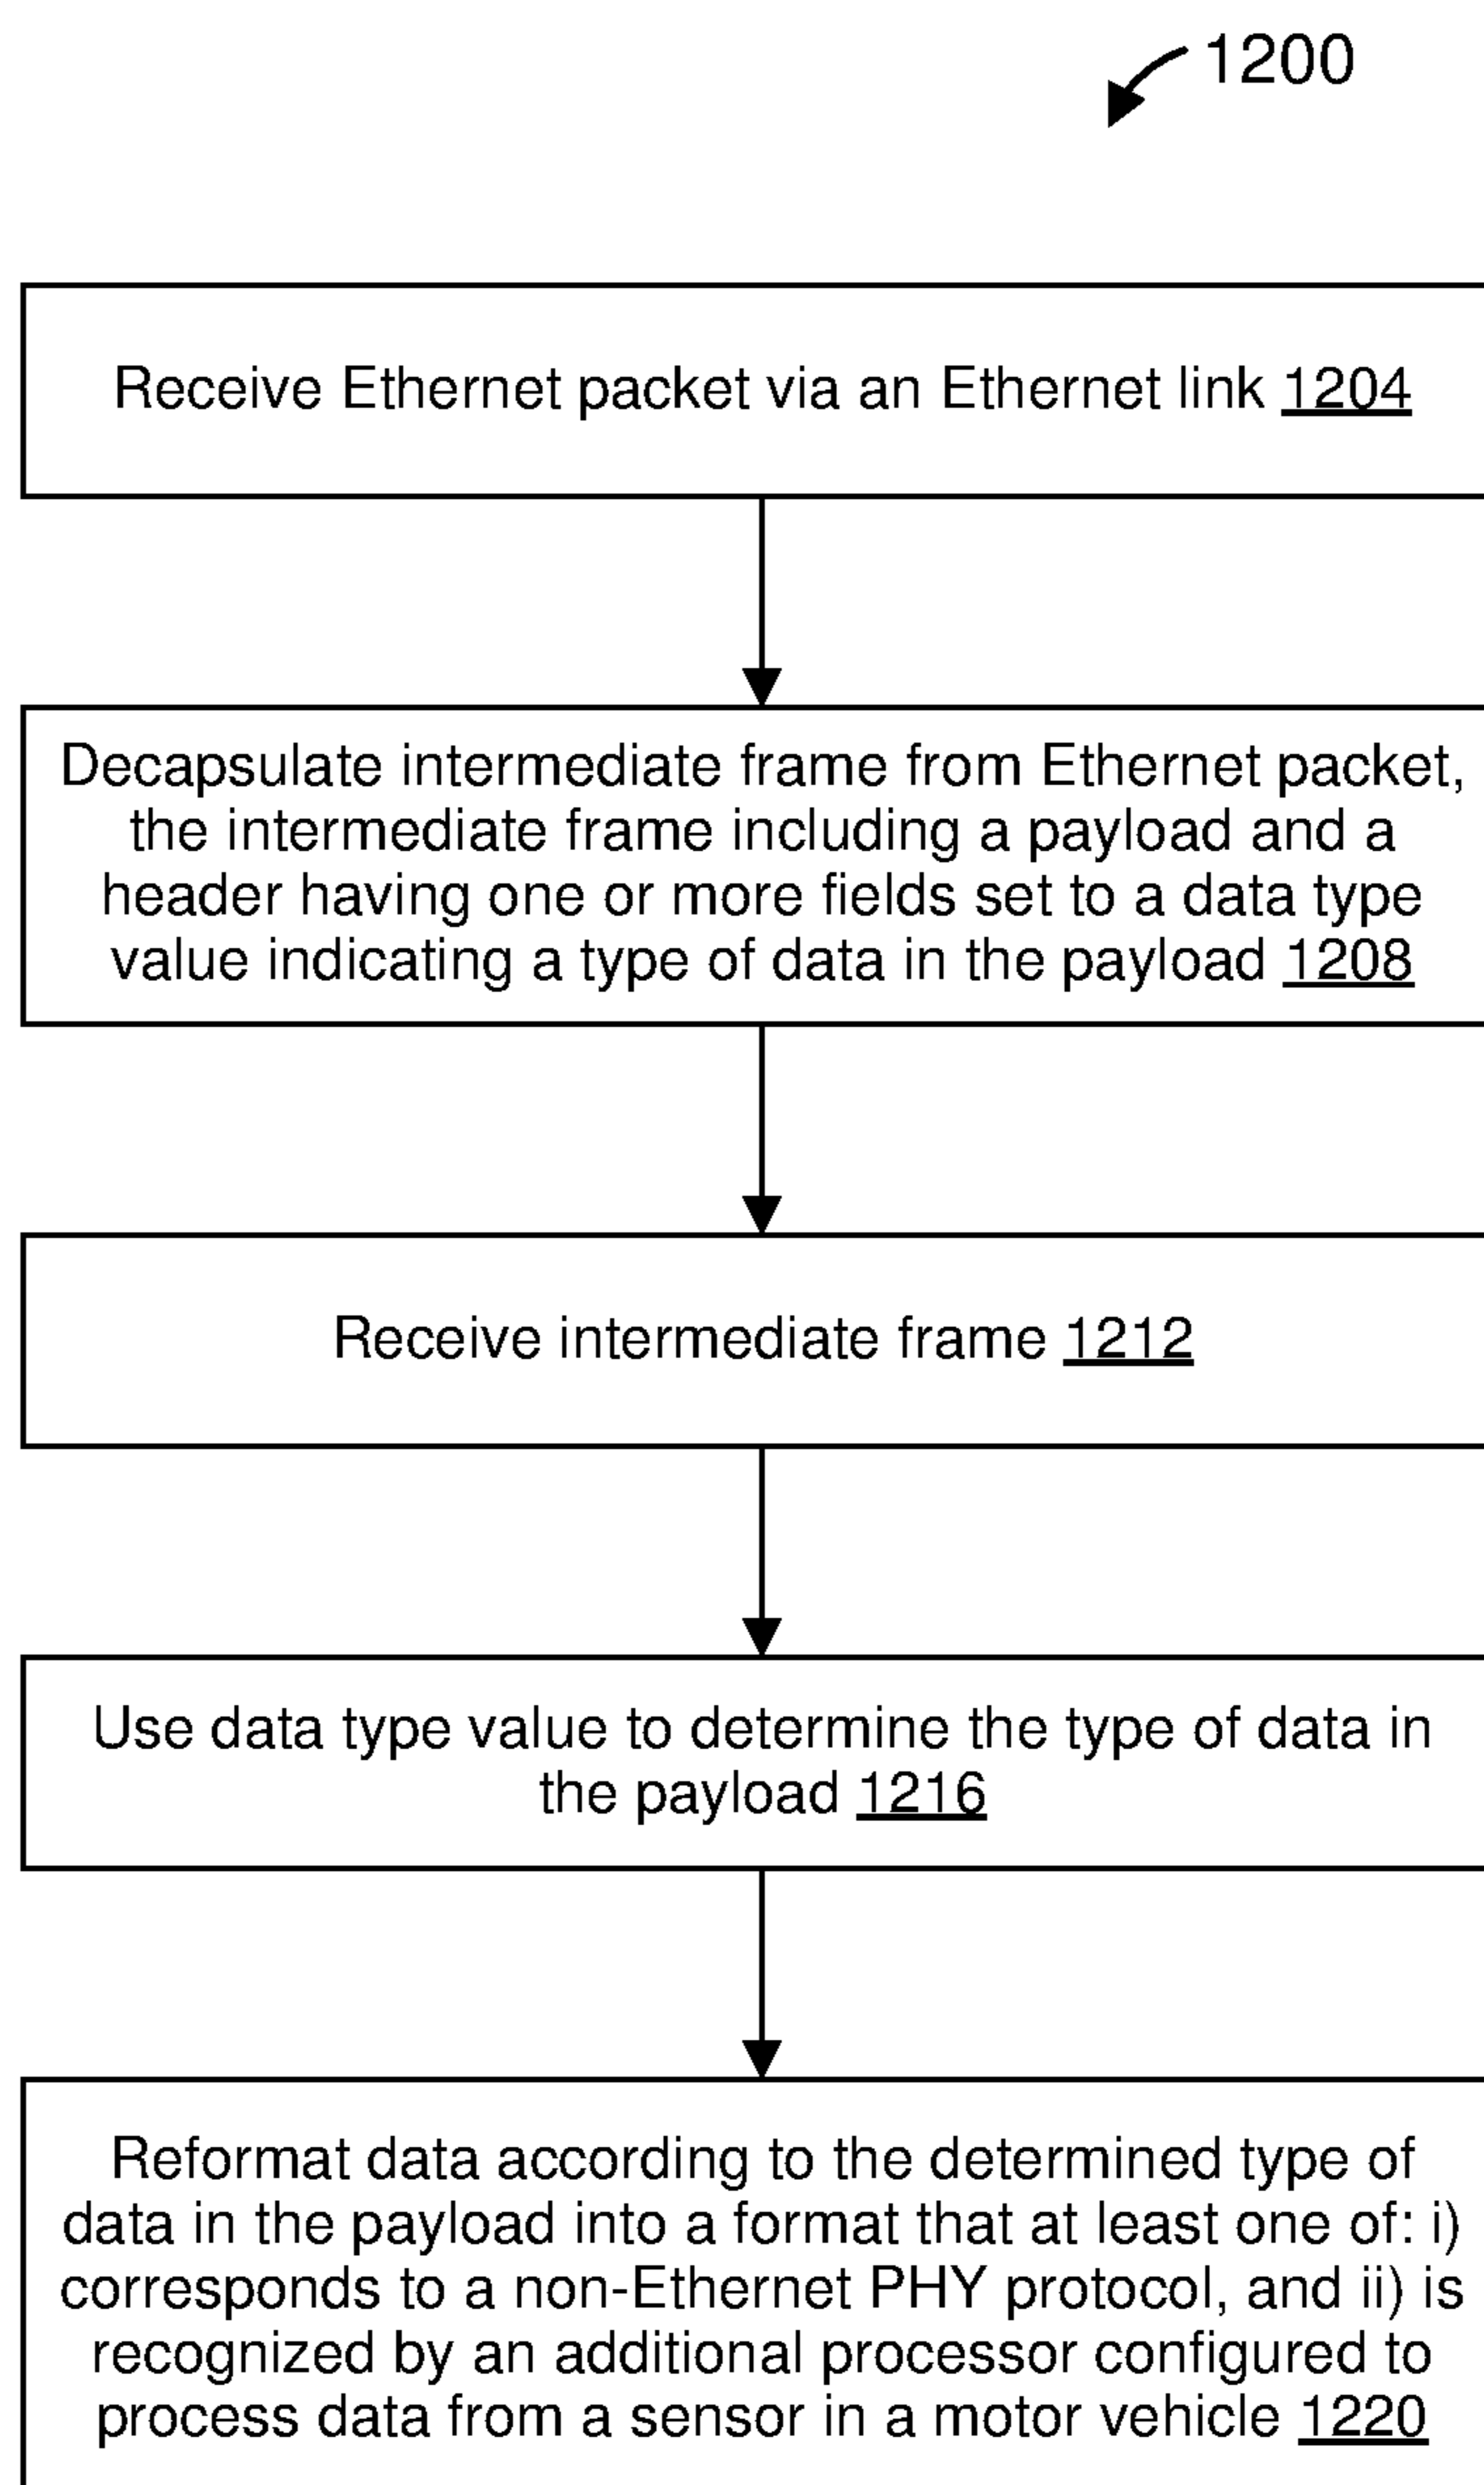 1200
Receive Ethernet packet via an Ethernet link 1204
Decapsulate intermediate frame from Ethernet packet,
the intermediate frame including a payload and a
header having one or more fields set to a data type
value indicating a type of data in the payload 1208
Receive intermediate frame 1212
Use data type value to determine the type of data in
the payload 1216
Reformat data according to the determined type of
data in the payload into a format that at least one of: i)
corresponds to a non-Ethernet PHY protocol, and ii) is
recognized by an additional processor configured to
process data from a sensor in a motor vehicle 1220